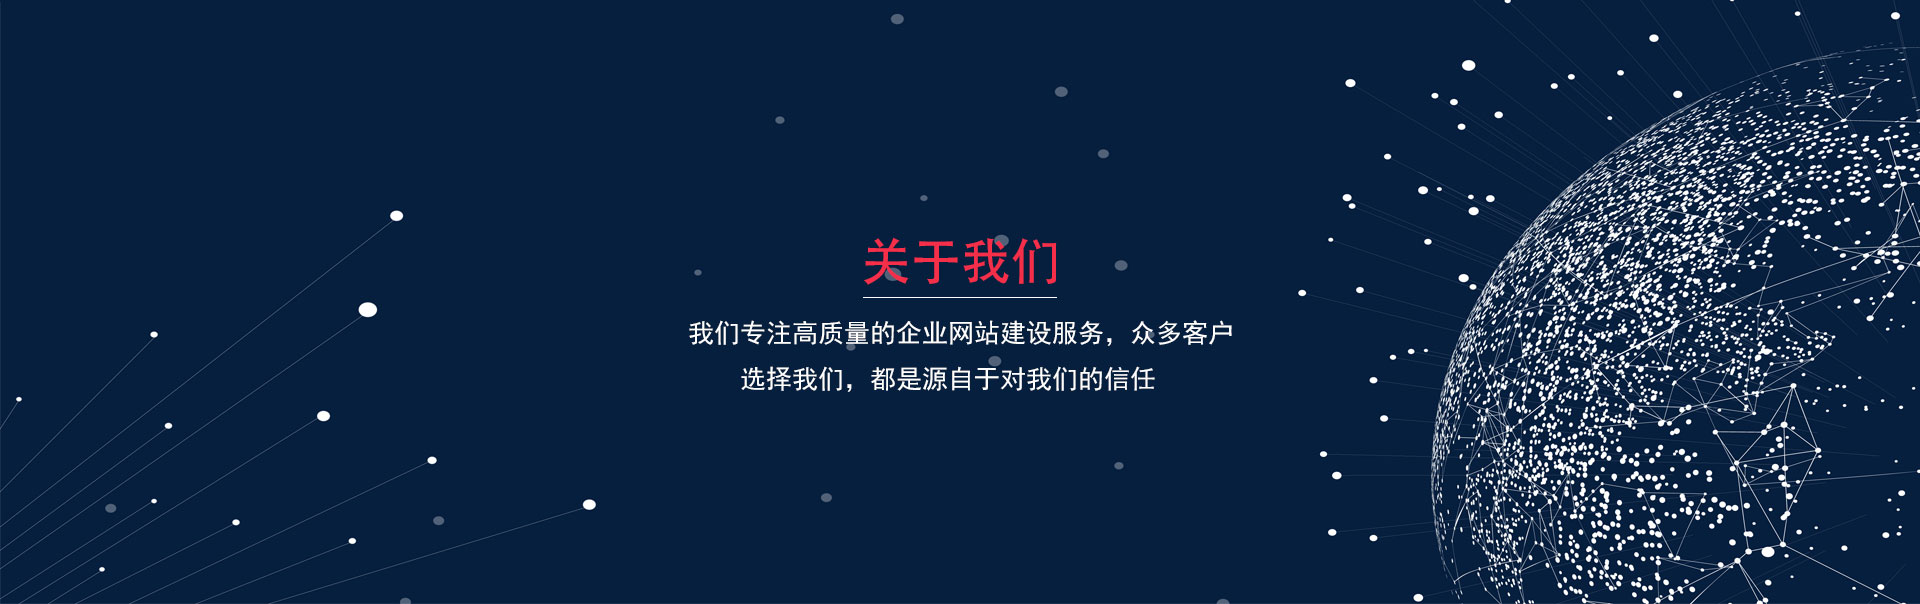 关于我们
我们专注高质量的企业网站建设服务，众多客户
选择我们，都是源自于对我们的信任